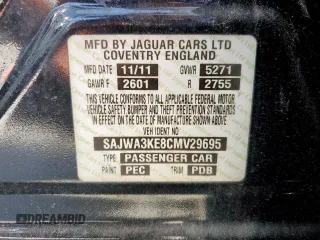 MFD BY JAGUAR CARS LTD
COVENTRY ENGLAND
MFD DATE 11/11 GVWR 5271
GAWR F 2601 R 2755
THIS VEHICLE CONFORMS TO ALL APPLICABLE FEDERAL MOTOR
VEHICLE SAFETY BUMPER AND THEFT PREVENTION STANDARDS
IN EFFECT ON THE DATE OF MANUFACTURE SHOWN ABOVE
VEH IDENT NO
SAJWA3KE8CMV29695
TYPE: PASSENGER CAR
PAINT PEC TRIM PDB
DREAMBID